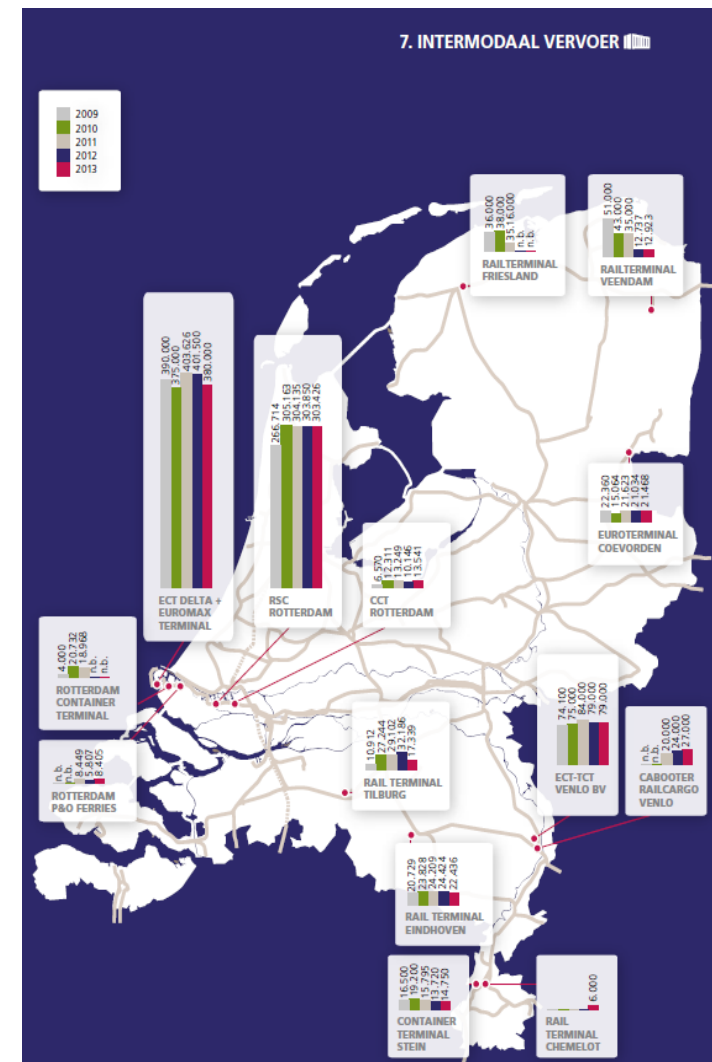 7. INTERMODAAL VERVOER
2009
2010
2011
2012
2013
36.000
38.000
35.16.000
n.b.
n.b.
RAILTERMINAL
FRIESLAND
51.000
43.000
35.000
12.737
12.923
RAILTERMINAL
VEENDAM
390.000
375.000
403.626
401.500
380.000
ECT DELTA +
EUROMAX
TERMINAL
266.714
305.163
304.135
303.850
303.426
RSC
ROTTERDAM
6.570
12.311
13.249
10.146
13.541
CCT
ROTTERDAM
22.360
15.064
21.623
21.034
21.468
EUROTERMINAL
COEVORDEN
4.000
20.732
18.968
n.b.
n.b.
ROTTERDAM
CONTAINER
TERMINAL
n.b.
n.b.
8.449
5.807
8.405
ROTTERDAM
P&O FERRIES
10.912
27.244
29.102
32.186
17.339
RAIL TERMINAL
TILBURG
74.100
75.000
84.000
79.000
79.000
ECT-TCT
VENLO BV
n.b.
n.b.
20.000
24.000
27.000
CABOOTER
RAILCARGO
VENLO
20.729
23.828
24.209
24.424
22.436
RAIL TERMINAL
EINDHOVEN
16.500
19.200
15.795
13.720
14.750
CONTAINER
TERMINAL
STEIN
6.000
RAIL
TERMINAL
CHEMELOT